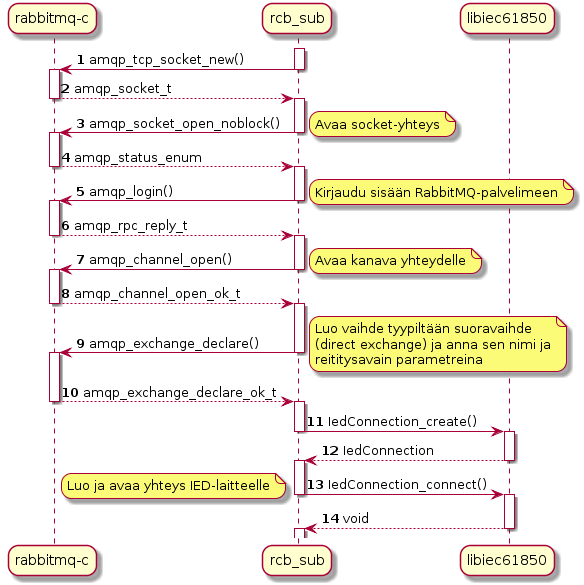 rabbitmq-c rcb_sub libiec61850
1 amqp_tcp_socket_new()
2 amqp_socket_t
3 amqp_socket_open_noblock()
Avaa socket-yhteys
4 amqp_status_enum
5 amqp_login()
Kirjaudu sisään RabbitMQ-palvelimeen
6 amqp_rpc_reply_t
7 amqp_channel_open()
Avaa kanava yhteydelle
8 amqp_channel_open_ok_t
9 amqp_exchange_declare()
Luo vaihde tyypiltään suoravaihde
(direct exchange) ja anna sen nimi ja
reititysavain parametreina
10 amqp_exchange_declare_ok_t
11 IedConnection_create()
12 IedConnection
Luo ja avaa yhteys IED-laitteelle
13 IedConnection_connect()
14 void
rabbitmq-c rcb_sub libiec61850